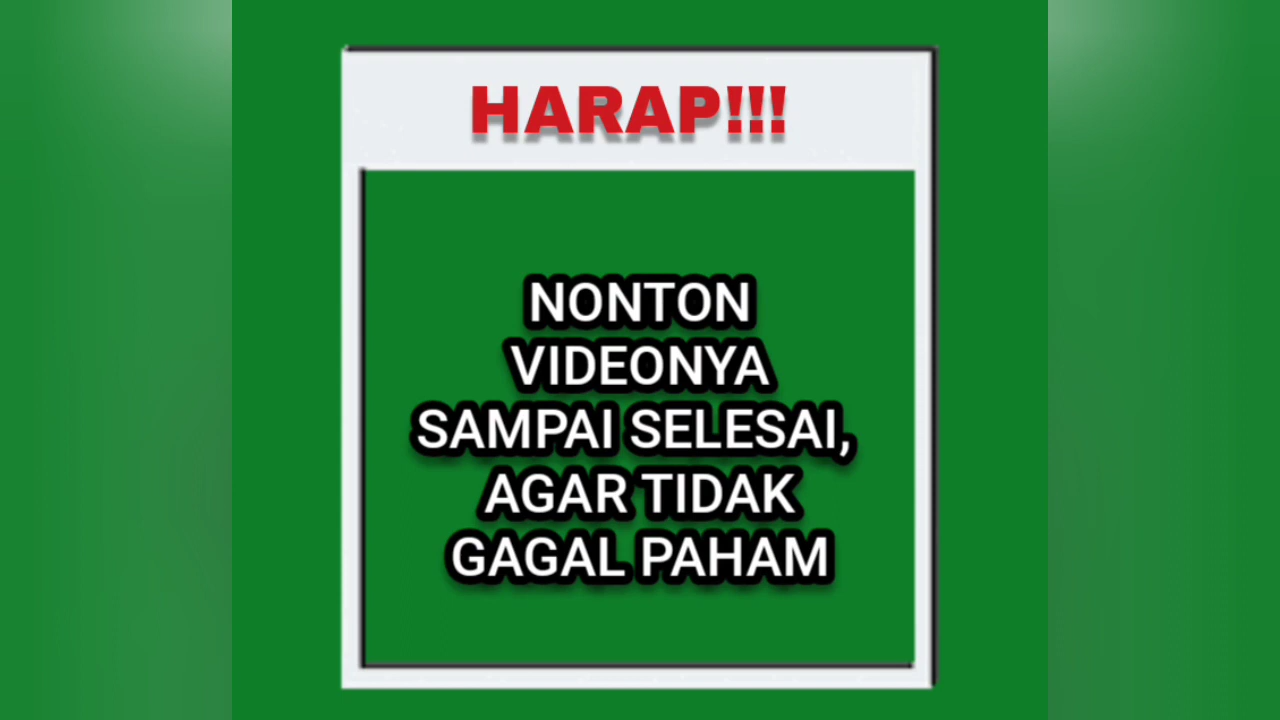 HARAP!!!
NONTON
VIDEONYA
SAMPAI SELESAI,
AGAR TIDAK
GAGAL PAHAM